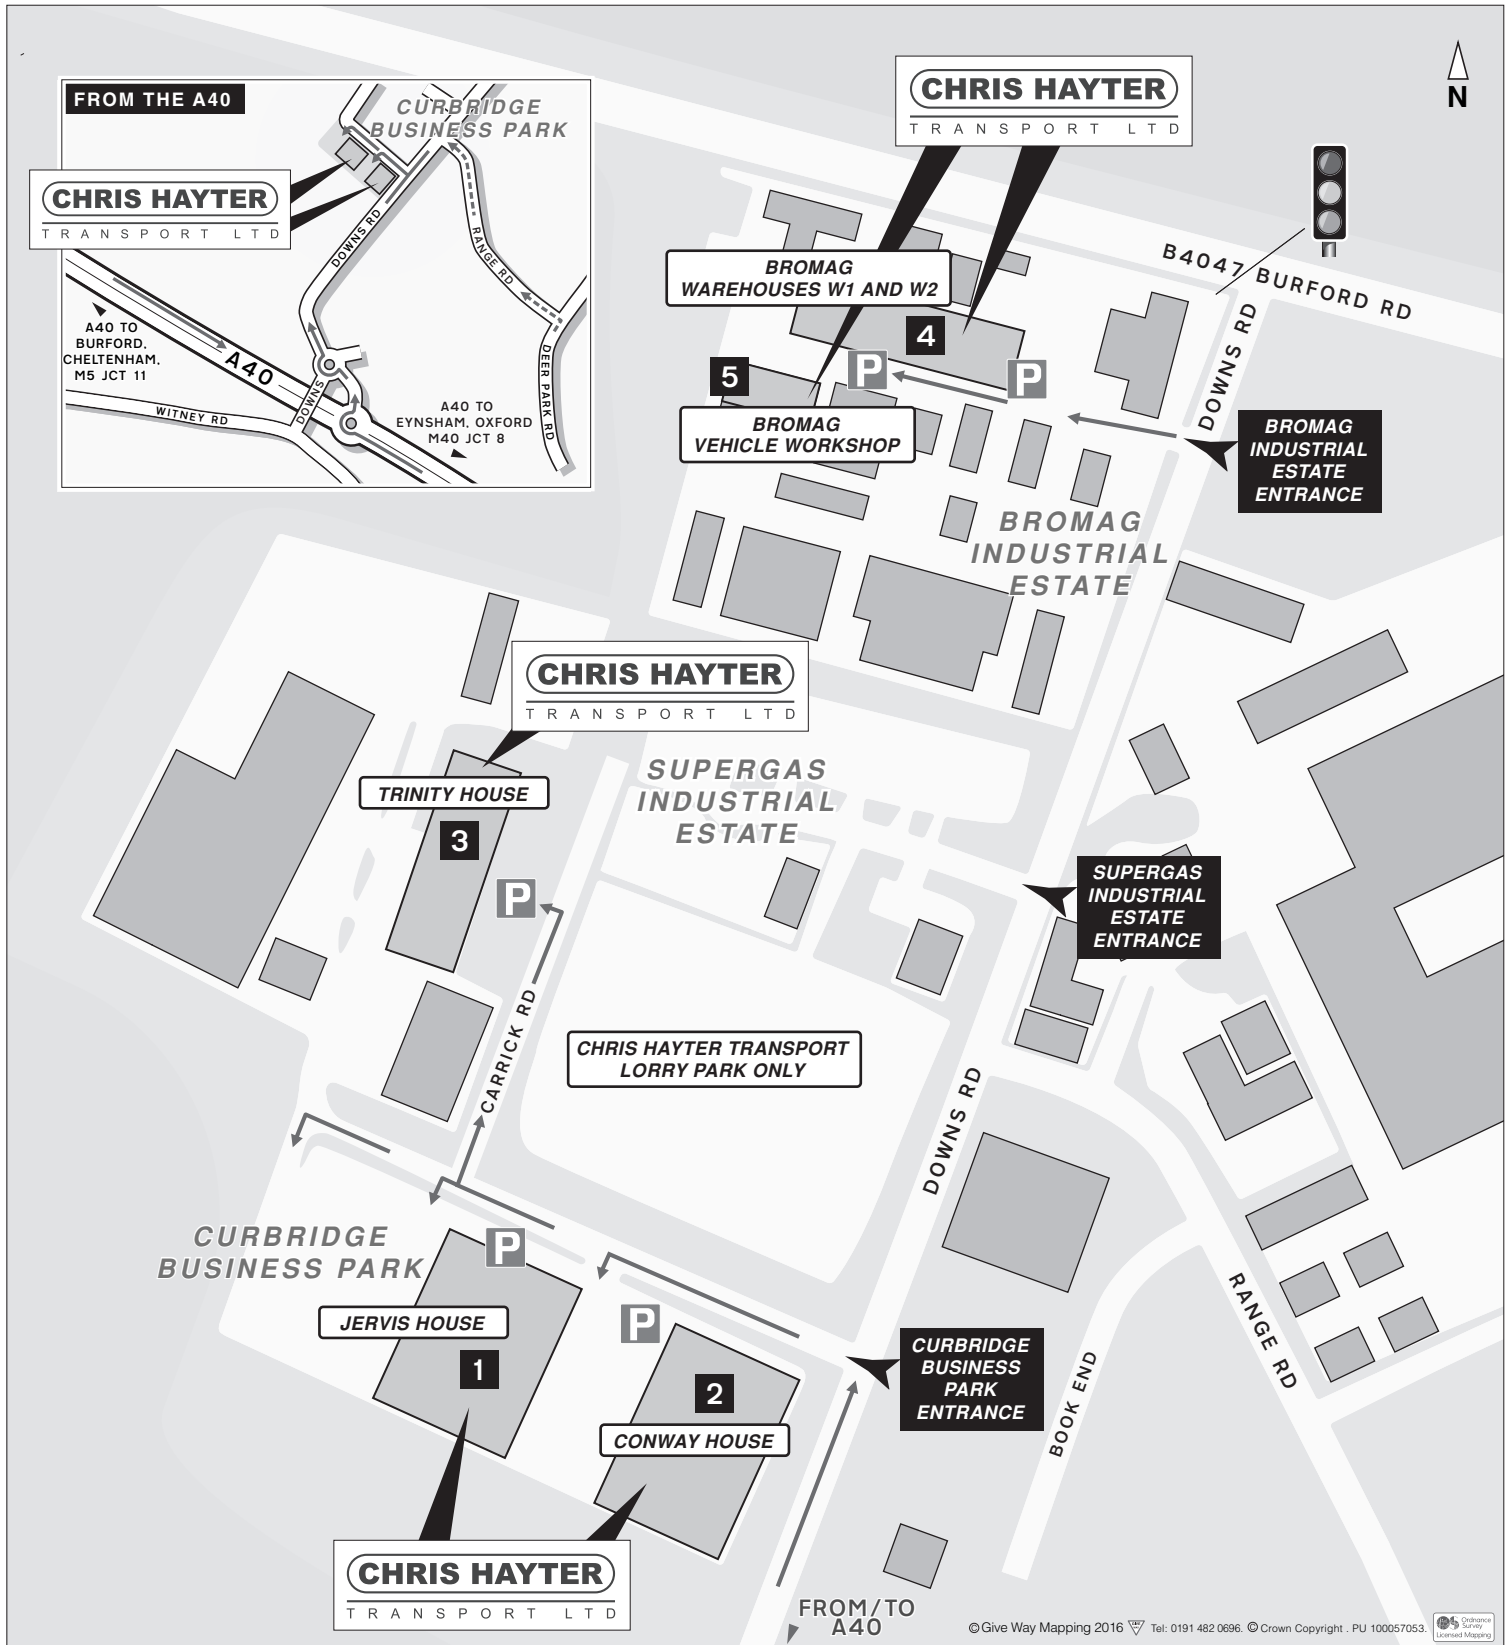 FROM THE A40
CURBRIDGE
BUSINESS PARK
CHRIS HAYTER
TRANSPORT LTD
DOWNS RD
RANGE RD
A40 TO
BURFORD,
CHELTENHAM,
M5 JCT 11
A40
DOWNS
WITNEY RD
A40 TO
EYNSHAM, OXFORD
M40 JCT 8
DEER PARK RD
CHRIS HAYTER
TRANSPORT LTD
N
B4047 BURFORD RD
DOWNS RD
BROMAG
WAREHOUSES W1 AND W2
4
P
P
5
BROMAG
VEHICLE WORKSHOP
BROMAG
INDUSTRIAL
ESTATE
ENTRANCE
BROMAG
INDUSTRIAL
ESTATE
CHRIS HAYTER
TRANSPORT LTD
TRINITY HOUSE
3
P
SUPERGAS
INDUSTRIAL
ESTATE
SUPERGAS
INDUSTRIAL
ESTATE
ENTRANCE
CARRICK RD
CHRIS HAYTER TRANSPORT
LORRY PARK ONLY
DOWNS RD
CURBRIDGE
BUSINESS PARK
P
JERVIS HOUSE
1
P
2
CONWAY HOUSE
CURBRIDGE
BUSINESS
PARK
ENTRANCE
BOOK END
RANGE RD
CHRIS HAYTER
TRANSPORT LTD
FROM/TO
A40
© Give Way Mapping 2016 Tel: 0191 482 0696. © Crown Copyright . PU 100057053.
Ordnance
Survey
Licensed Mapping